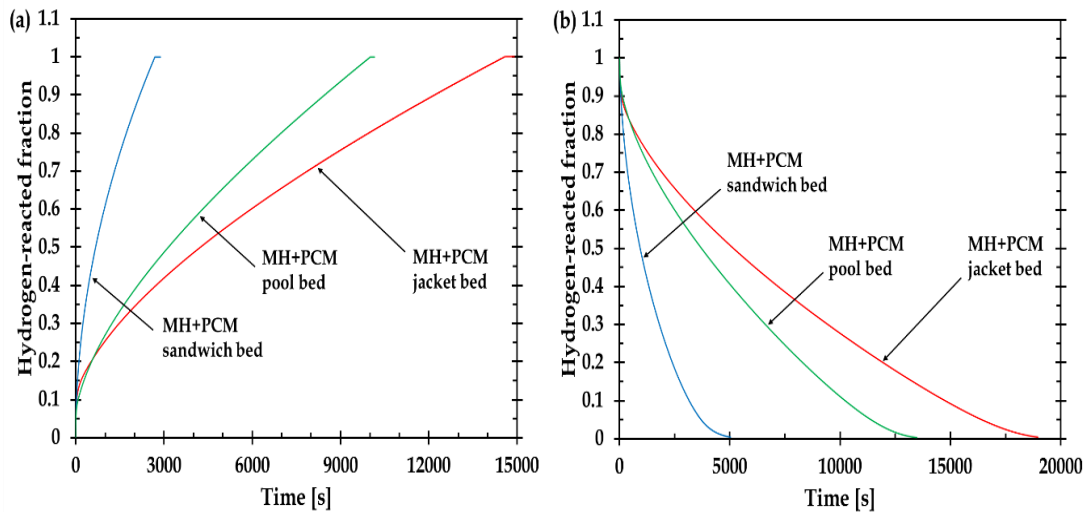 (a)
Hydrogen-reacted fraction
1.1
1
0.9
0.8
0.7
0.6
0.5
0.4
0.3
0.2
0.1
0
MH+PCM
sandwich bed
MH+PCM
pool bed
MH+PCM
jacket bed
0 3000 6000 9000 12000 15000
Time [s]
(b)
Hydrogen-reacted fraction
1.1
1
0.9
0.8
0.7
0.6
0.5
0.4
0.3
0.2
0.1
0
MH+PCM
sandwich bed
MH+PCM
pool bed
MH+PCM
jacket bed
0 5000 10000 15000 20000
Time [s]